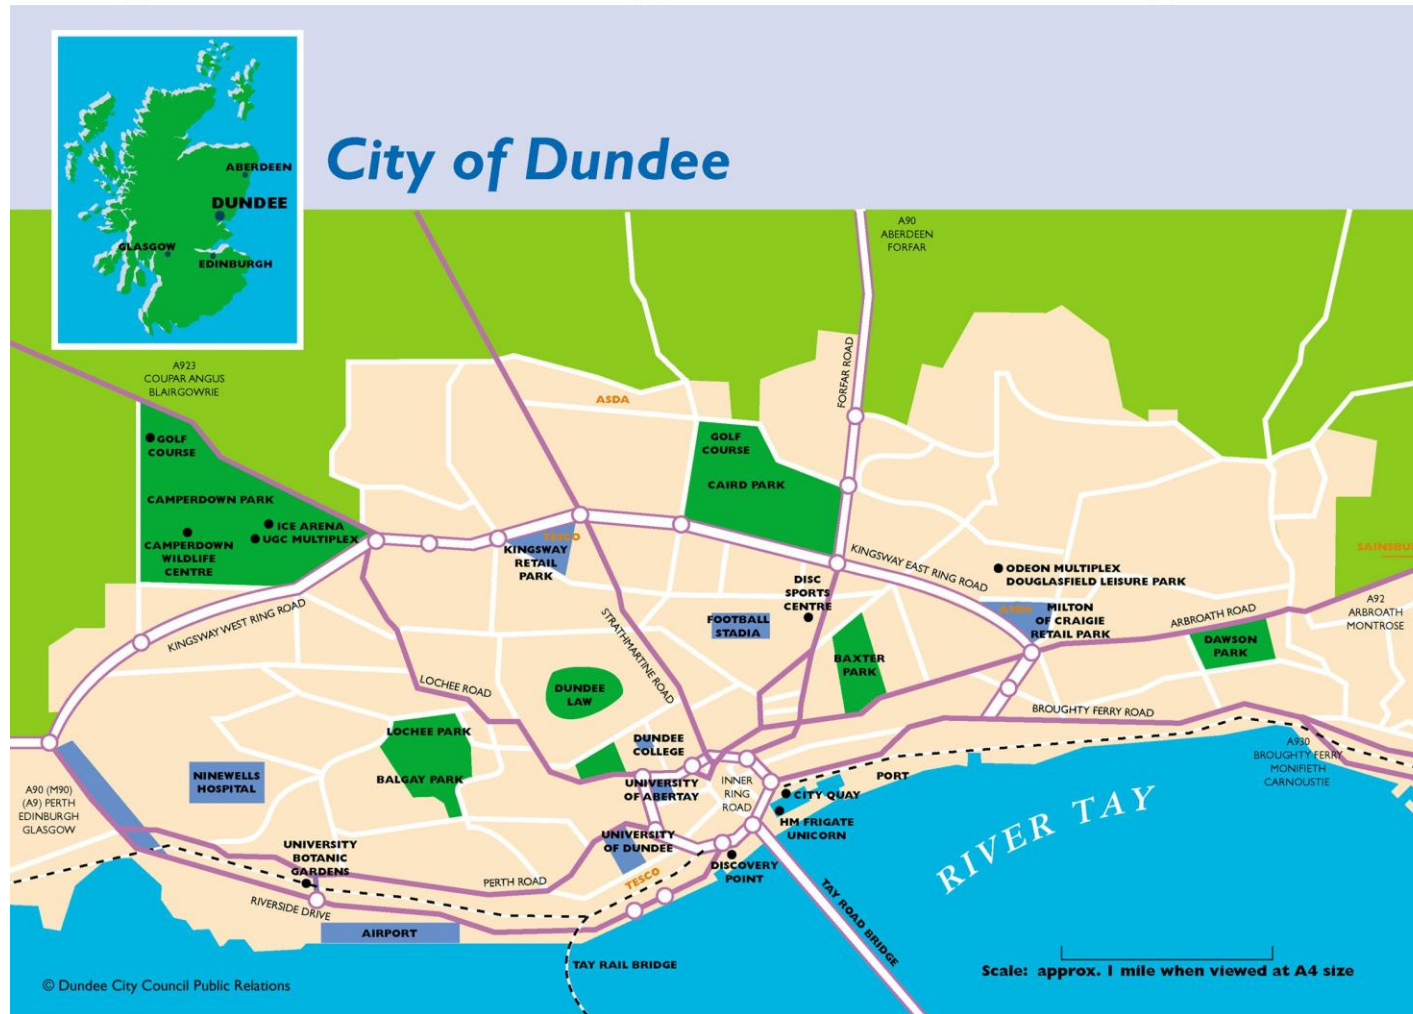 City of Dundee
ABERDEEN
DUNDEE
GLASGOW
EDINBURGH
A90
ABERDEEN
FORFAR
A923
COUPAR ANGUS
BLAIRGOWRIE
FORFAR ROAD
ASDA
GOLF
COURSE
GOLF
COURSE
CAIRD PARK
CAMPERDOWN PARK
ICE ARENA
UGC MULTIPLEX
CAMPERDOWN
WILDLIFE
CENTRE
TESCO
KINGSWAY
RETAIL
PARK
KINGSWAY EAST RING ROAD
ODEON MULTIPLEX
DOUGLASFIELD LEISURE PARK
SAINSBU
DISC
SPORTS
CENTRE
KINGSWAY WEST RING ROAD
STRATHMARTINE ROAD
FOOTBALL
STADIA
ASDA
MILTON
OF CRAIGIE
RETAIL PARK
ARBROATH ROAD
A92
ARBROATH
MONTROSE
DAWSON
PARK
BAXTER
PARK
LOCHEE ROAD
DUNDEE
LAW
BROUGHTY FERRY ROAD
LOCHEE PARK
DUNDEE
COLLEGE
BALGAY PARK
NINEWELLS
HOSPITAL
UNIVERSITY
OF ABERTAY
INNER
RING
ROAD
PORT
CITY QUAY
A930
BROUGHTY FERRY
MONIFIETH
CARNOUSTIE
A90 (M90)
(A9) PERTH
EDINBURGH
GLASGOW
HM FRIGATE
UNICORN
UNIVERSITY
OF DUNDEE
UNIVERSITY
BOTANIC
GARDENS
DISCOVERY
POINT
TESCO
PERTH ROAD
RIVERSIDE DRIVE
RIVER TAY
AIRPORT
TAY ROAD BRIDGE
TAY RAIL BRIDGE
Scale: approx. 1 mile when viewed at A4 size
© Dundee City Council Public Relations